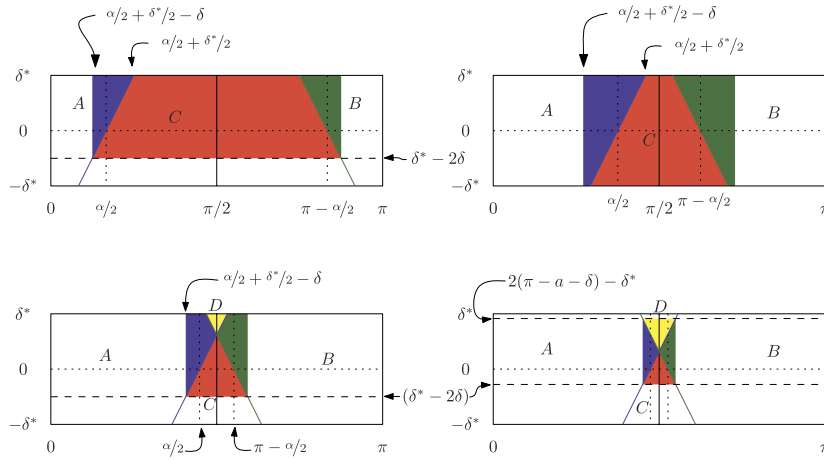 α/2 + δ*/2 − δ
α/2 + δ*/2
δ*
A
C
B
0
δ* − 2δ
−δ*
0
α/2
π/2
π − α/2
π
α/2 + δ*/2 − δ
α/2 + δ*/2
δ*
A
C
B
0
−δ*
0
α/2
π/2
π − α/2
π
α/2 + δ*/2 − δ
D
δ*
A
B
0
C
−δ*
0
α/2
π − α/2
π
2(π − a − δ) − δ*
D
δ*
A
B
0
(δ* − 2δ)
C
−δ*
0
π